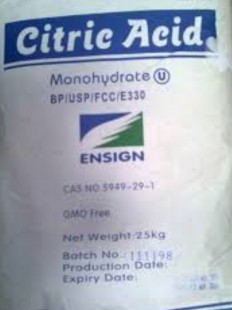 Citric Acid
Monohydrate U
BP/USP/FCC/E330
ENSIGN
CAS NO.5949-29-1
GMO Free
Net Weight:25kg
Batch No.:111198
Production Date:
Expiry Date: